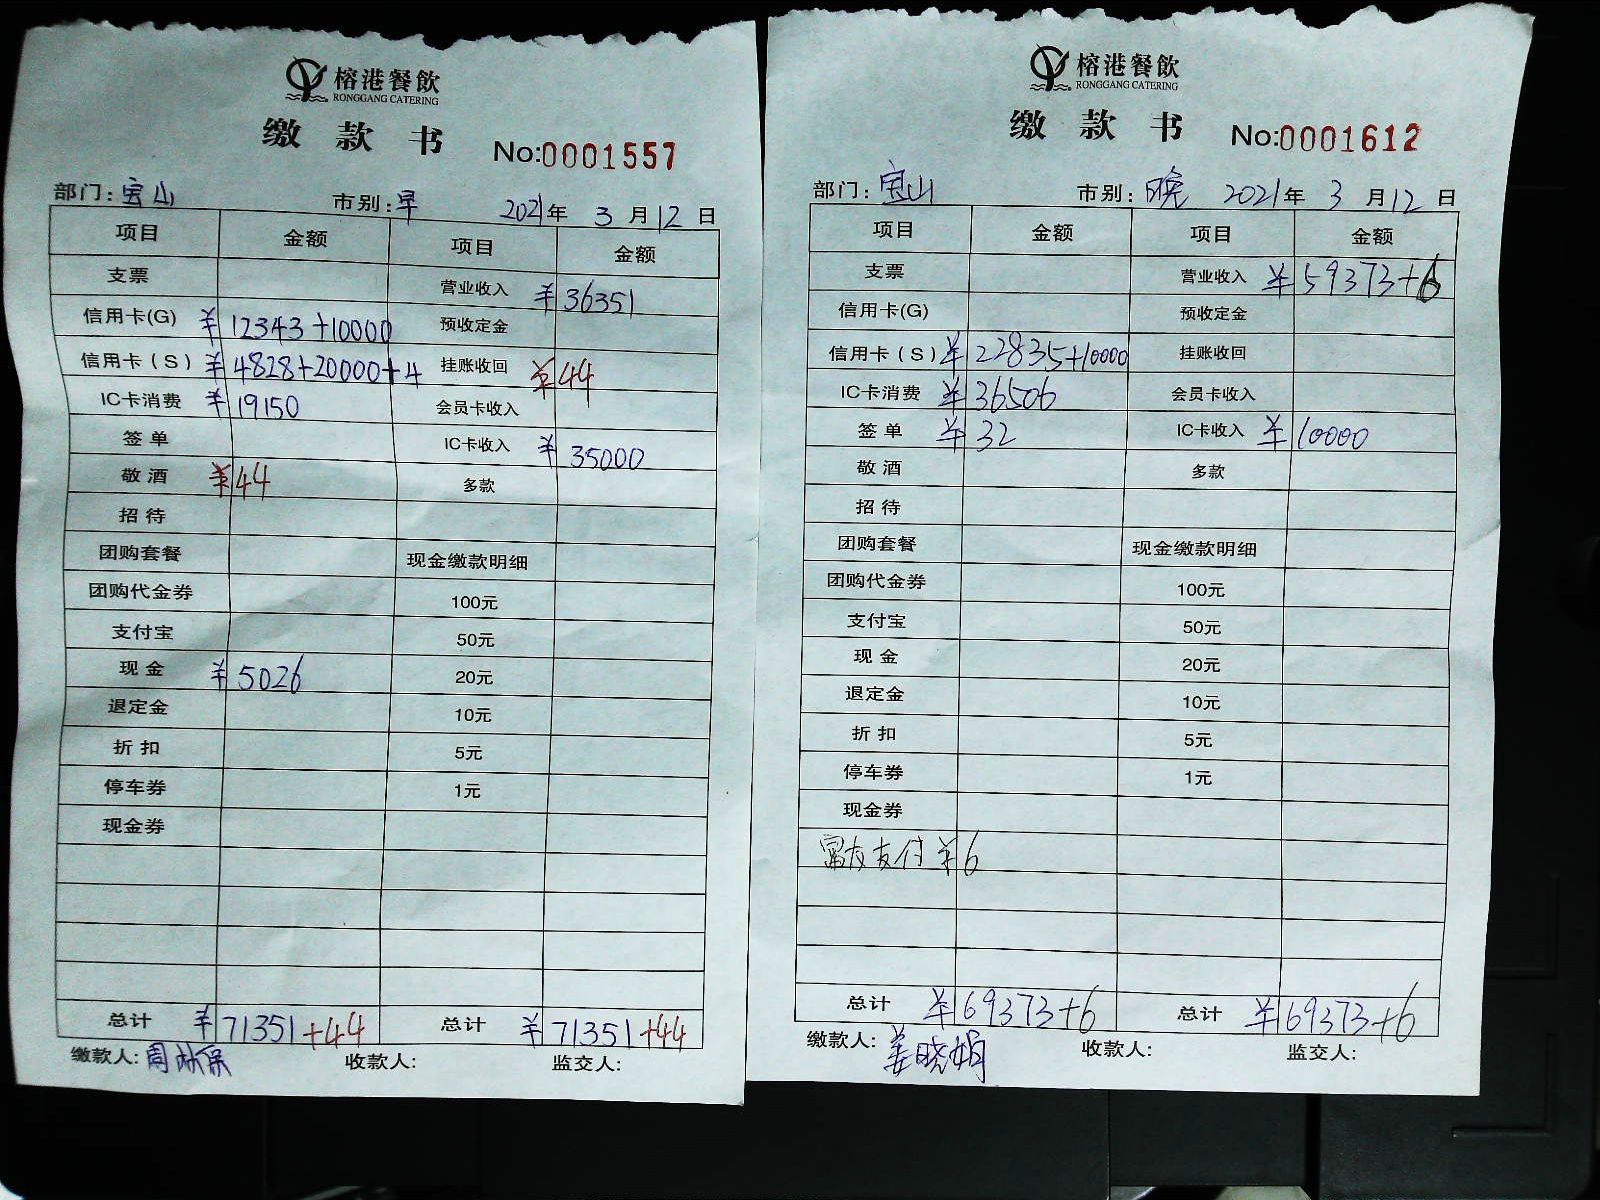 榕港餐飲
RONGGANG CATERING
缴款书 No:0001557
部门:宝山 市别:早 2021年3月12日
项目 金额 项目 金额
支票 营业收入 ¥36351
信用卡(G) ¥12343+10000 预收定金
信用卡(S) ¥4828+20000+4 挂账收回 ¥44
IC卡消费 ¥19150 会员卡收入
签单 IC卡收入 ¥35000
敬酒 ¥44 多款
招待
团购套餐 现金缴款明细
团购代金券 100元
支付宝 50元
现金 ¥5026 20元
退定金 10元
折扣 5元
停车券 1元
现金券
总计 ¥71351+44 总计 ¥71351+44
缴款人:周 收款人: 监交人:
榕港餐飲
RONGGANG CATERING
缴款书 No:0001612
部门:宝山 市别:晚 2021年3月12日
项目 金额 项目 金额
支票 营业收入 ¥59373+6
信用卡(G) 预收定金
信用卡(S) ¥22835+10000 挂账收回
IC卡消费 ¥36506 会员卡收入
签单 ¥32 IC卡收入 ¥10000
敬酒 多款
招待
团购套餐 现金缴款明细
团购代金券 100元
支付宝 50元
现金 20元
退定金 10元
折扣 5元
停车券 1元
现金券
富友支付 ¥6
总计 ¥69373+6 总计 ¥69373+6
缴款人:姜晓娟 收款人: 监交人: